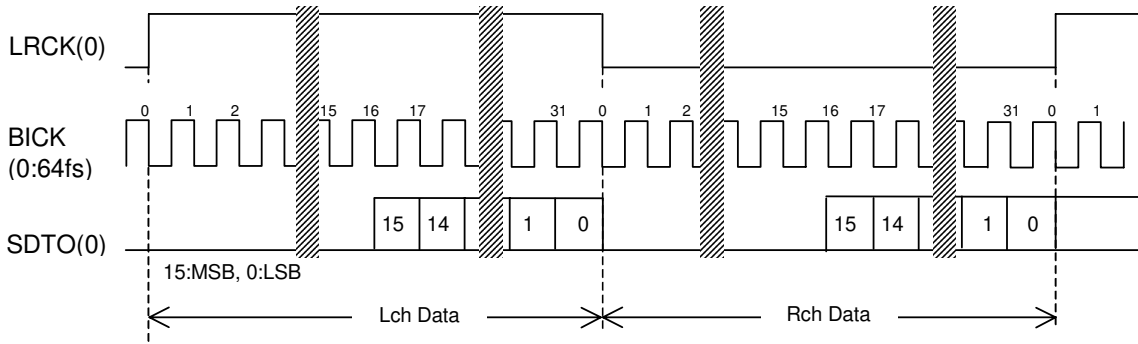 LRCK(0)
0 1 2 15 16 17 31 0 1 2 15 16 17 31 0 1
BICK
(0:64fs)
15 14 1 0 15 14 1 0
SDTO(0)
15:MSB, 0:LSB
Lch Data Rch Data